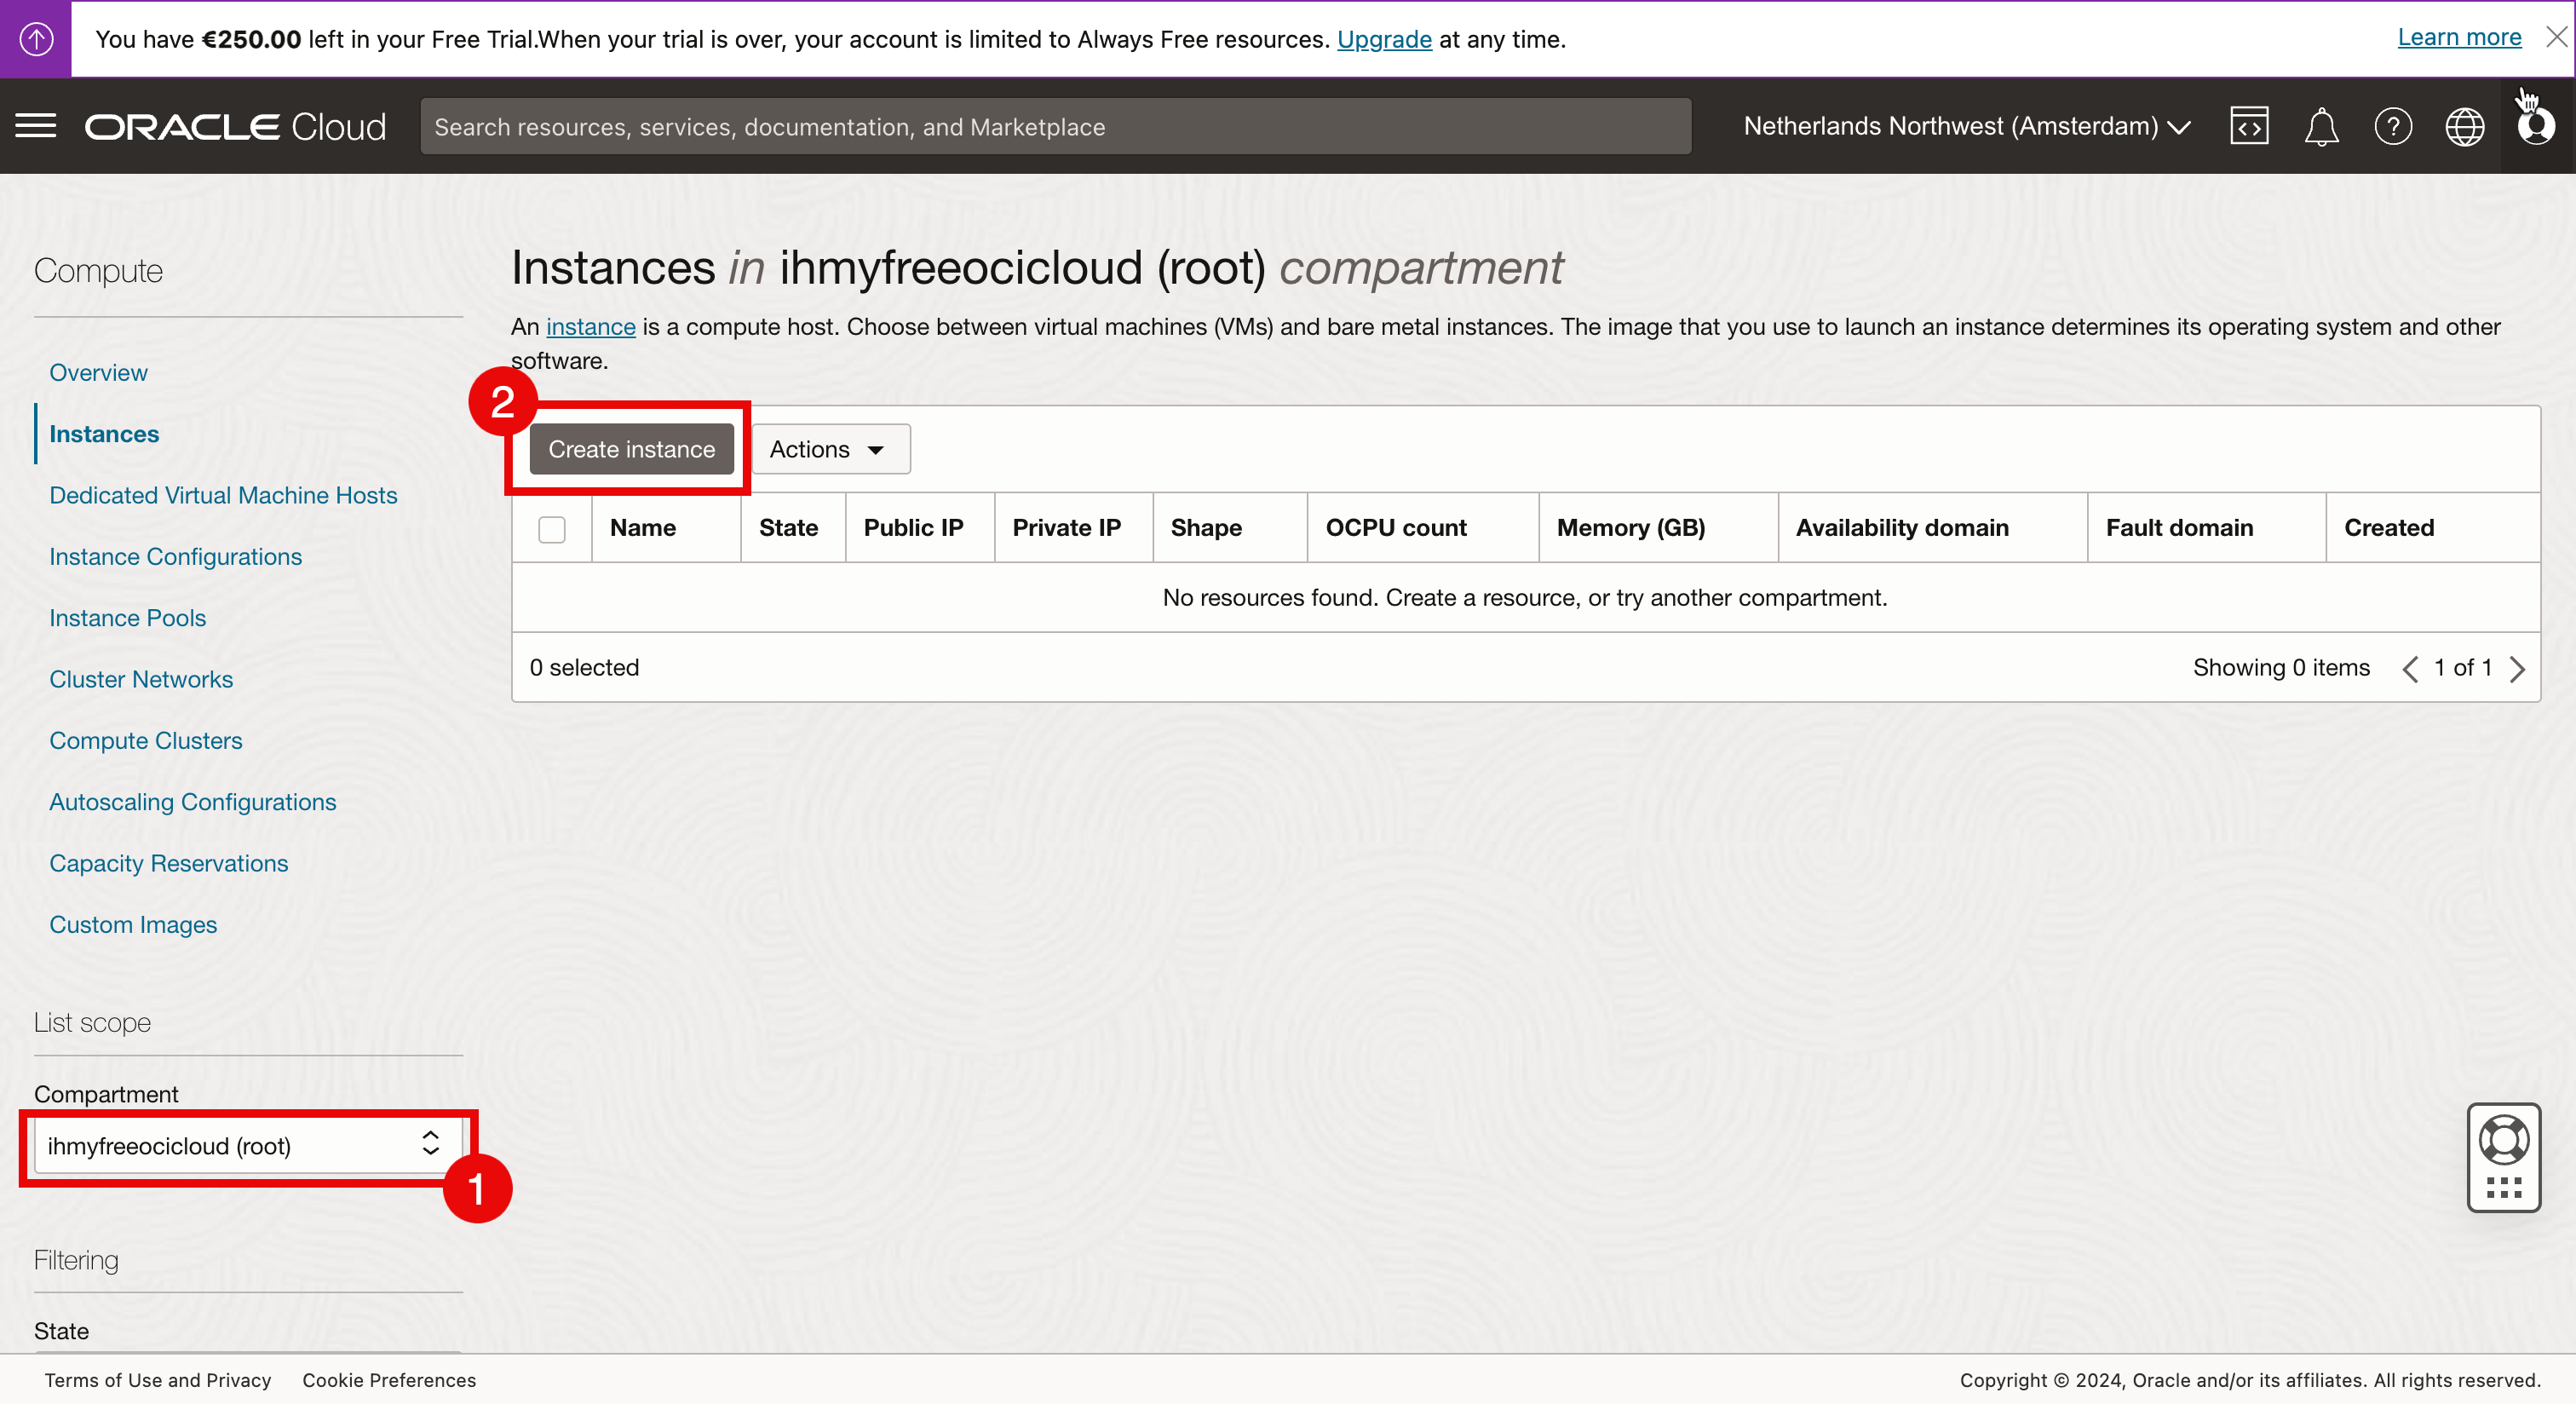 You have €250.00 left in your Free Trial.When your trial is over, your account is limited to Always Free resources. Upgrade at any time.
Learn more
ORACLE Cloud
Search resources, services, documentation, and Marketplace
Netherlands Northwest (Amsterdam)
Compute
Overview
Instances
Dedicated Virtual Machine Hosts
Instance Configurations
Instance Pools
Cluster Networks
Compute Clusters
Autoscaling Configurations
Capacity Reservations
Custom Images
List scope
Compartment
ihmyfreeocicloud (root)
1
Filtering
State
Instances in ihmyfreeocicloud (root) compartment
An instance is a compute host. Choose between virtual machines (VMs) and bare metal instances. The image that you use to launch an instance determines its operating system and other
software.
2
Create instance
Actions
Name State Public IP Private IP Shape OCPU count Memory (GB) Availability domain Fault domain Created
No resources found. Create a resource, or try another compartment.
0 selected
Showing 0 items
1 of 1
Terms of Use and Privacy
Cookie Preferences
Copyright © 2024, Oracle and/or its affiliates. All rights reserved.